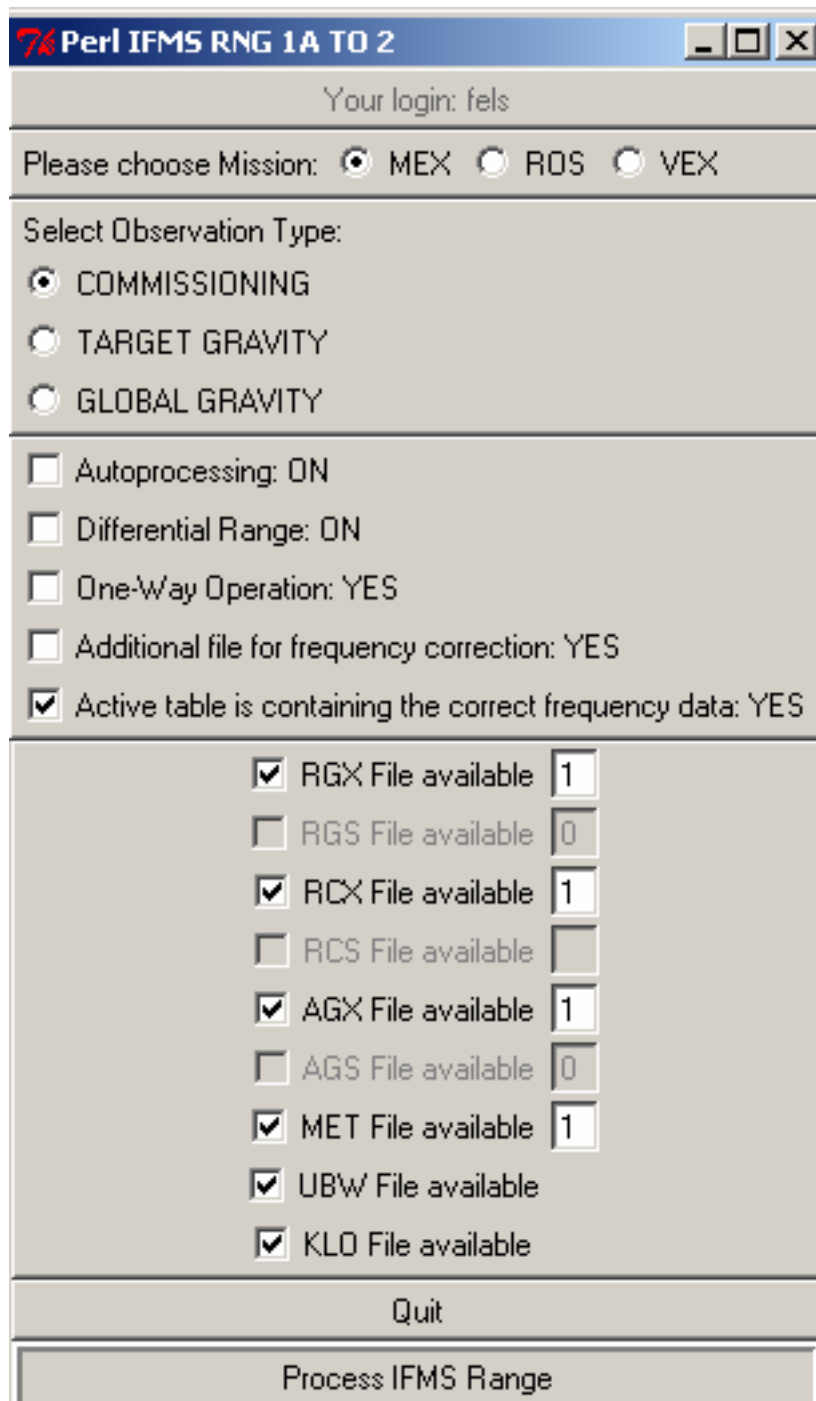 Perl IFMS RNG 1A TO 2
Your login: fels
Please choose Mission: MEX ROS VEX
Select Observation Type:
COMMISSIONING
TARGET GRAVITY
GLOBAL GRAVITY
Autoprocessing: ON
Differential Range: ON
One-Way Operation: YES
Additional file for frequency correction: YES
Active table is containing the correct frequency data: YES
RGX File available 1
RGS File available 0
RCX File available 1
RCS File available
AGX File available 1
AGS File available 0
MET File available 1
UBW File available
KLO File available
Quit
Process IFMS Range